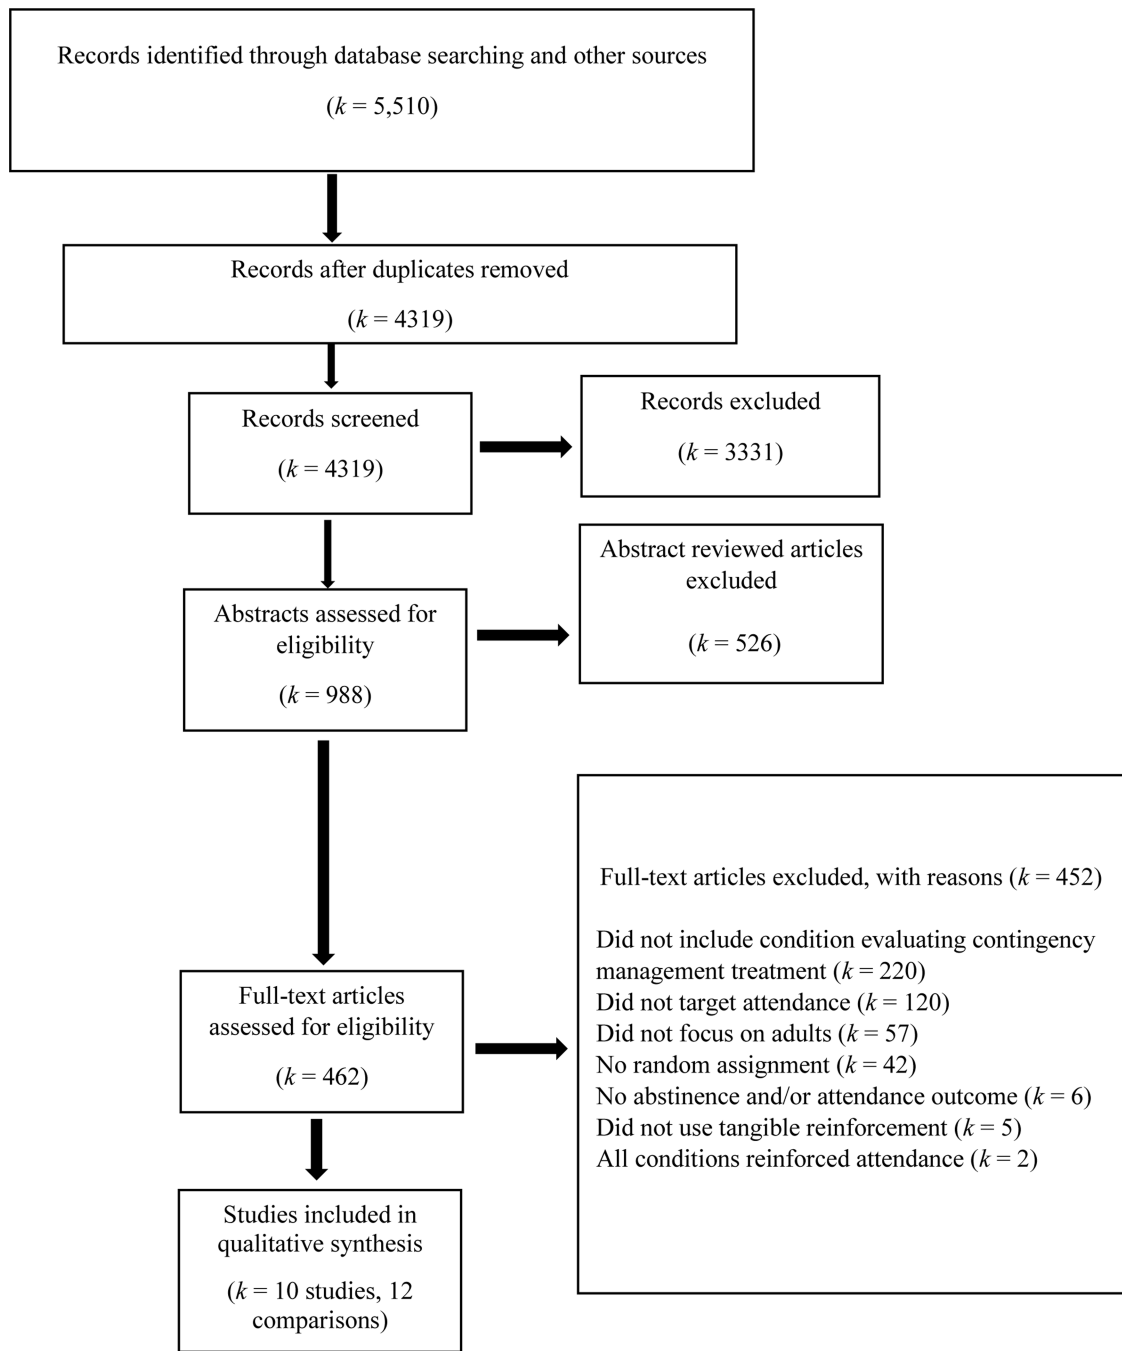 Records identified through database searching and other sources
(k = 5,510)
Records after duplicates removed
(k = 4319)
Records screened
(k = 4319)
Records excluded
(k = 3331)
Abstracts assessed for
eligibility
(k = 988)
Abstract reviewed articles
excluded
(k = 526)
Full-text articles
assessed for eligibility
(k = 462)
Full-text articles excluded, with reasons (k = 452)
Did not include condition evaluating contingency
management treatment (k = 220)
Did not target attendance (k = 120)
Did not focus on adults (k = 57)
No random assignment (k = 42)
No abstinence and/or attendance outcome (k = 6)
Did not use tangible reinforcement (k = 5)
All conditions reinforced attendance (k = 2)
Studies included in
qualitative synthesis
(k = 10 studies, 12
comparisons)